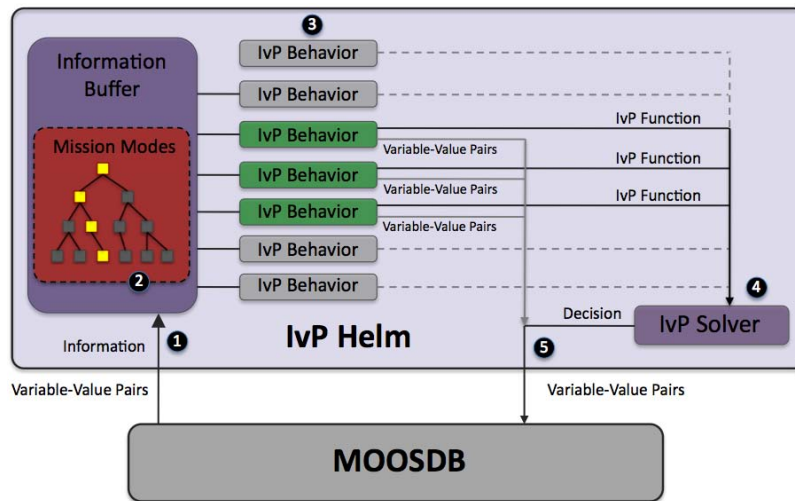 3
Information
Buffer
IvP Behavior
IvP Behavior
IvP Behavior
IvP Function
Variable-Value Pairs
Mission Modes
IvP Behavior
IvP Function
Variable-Value Pairs
IvP Behavior
IvP Function
Variable-Value Pairs
IvP Behavior
2
IvP Behavior
4
Decision
IvP Solver
IvP Helm
Information
1
5
Variable-Value Pairs
Variable-Value Pairs
MOOSDB